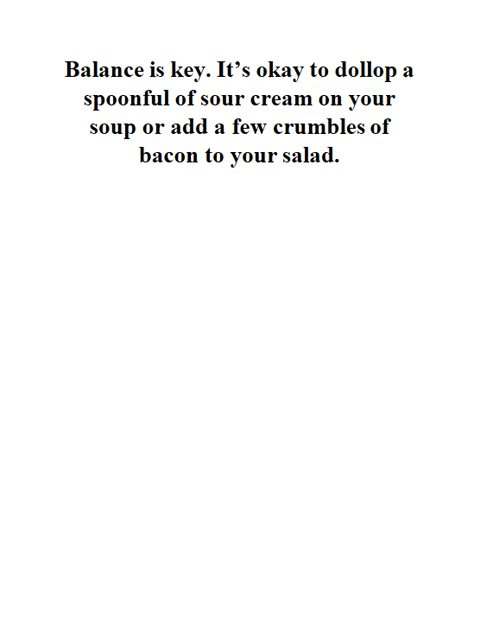 Balance is key. It’s okay to dollop a
spoonful of sour cream on your
soup or add a few crumbles of
bacon to your salad.